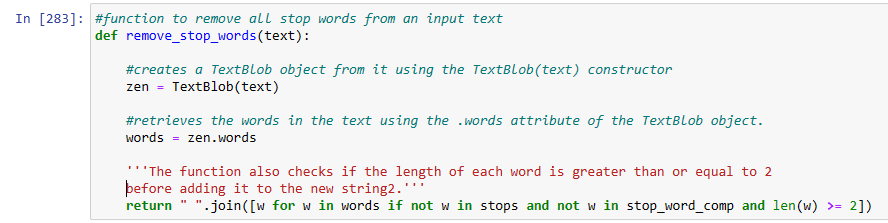 In [283]: #function to remove all stop words from an input text
def remove_stop_words(text):
#creates a TextBlob object from it using the TextBlob(text) constructor
zen = TextBlob(text)
#retrieves the words in the text using the .words attribute of the TextBlob object.
words = zen.words
'''The function also checks if the length of each word is greater than or equal to 2
before adding it to the new string2.'''
return " ".join([w for w in words if not w in stops and not w in stop_word_comp and len(w) >= 2])